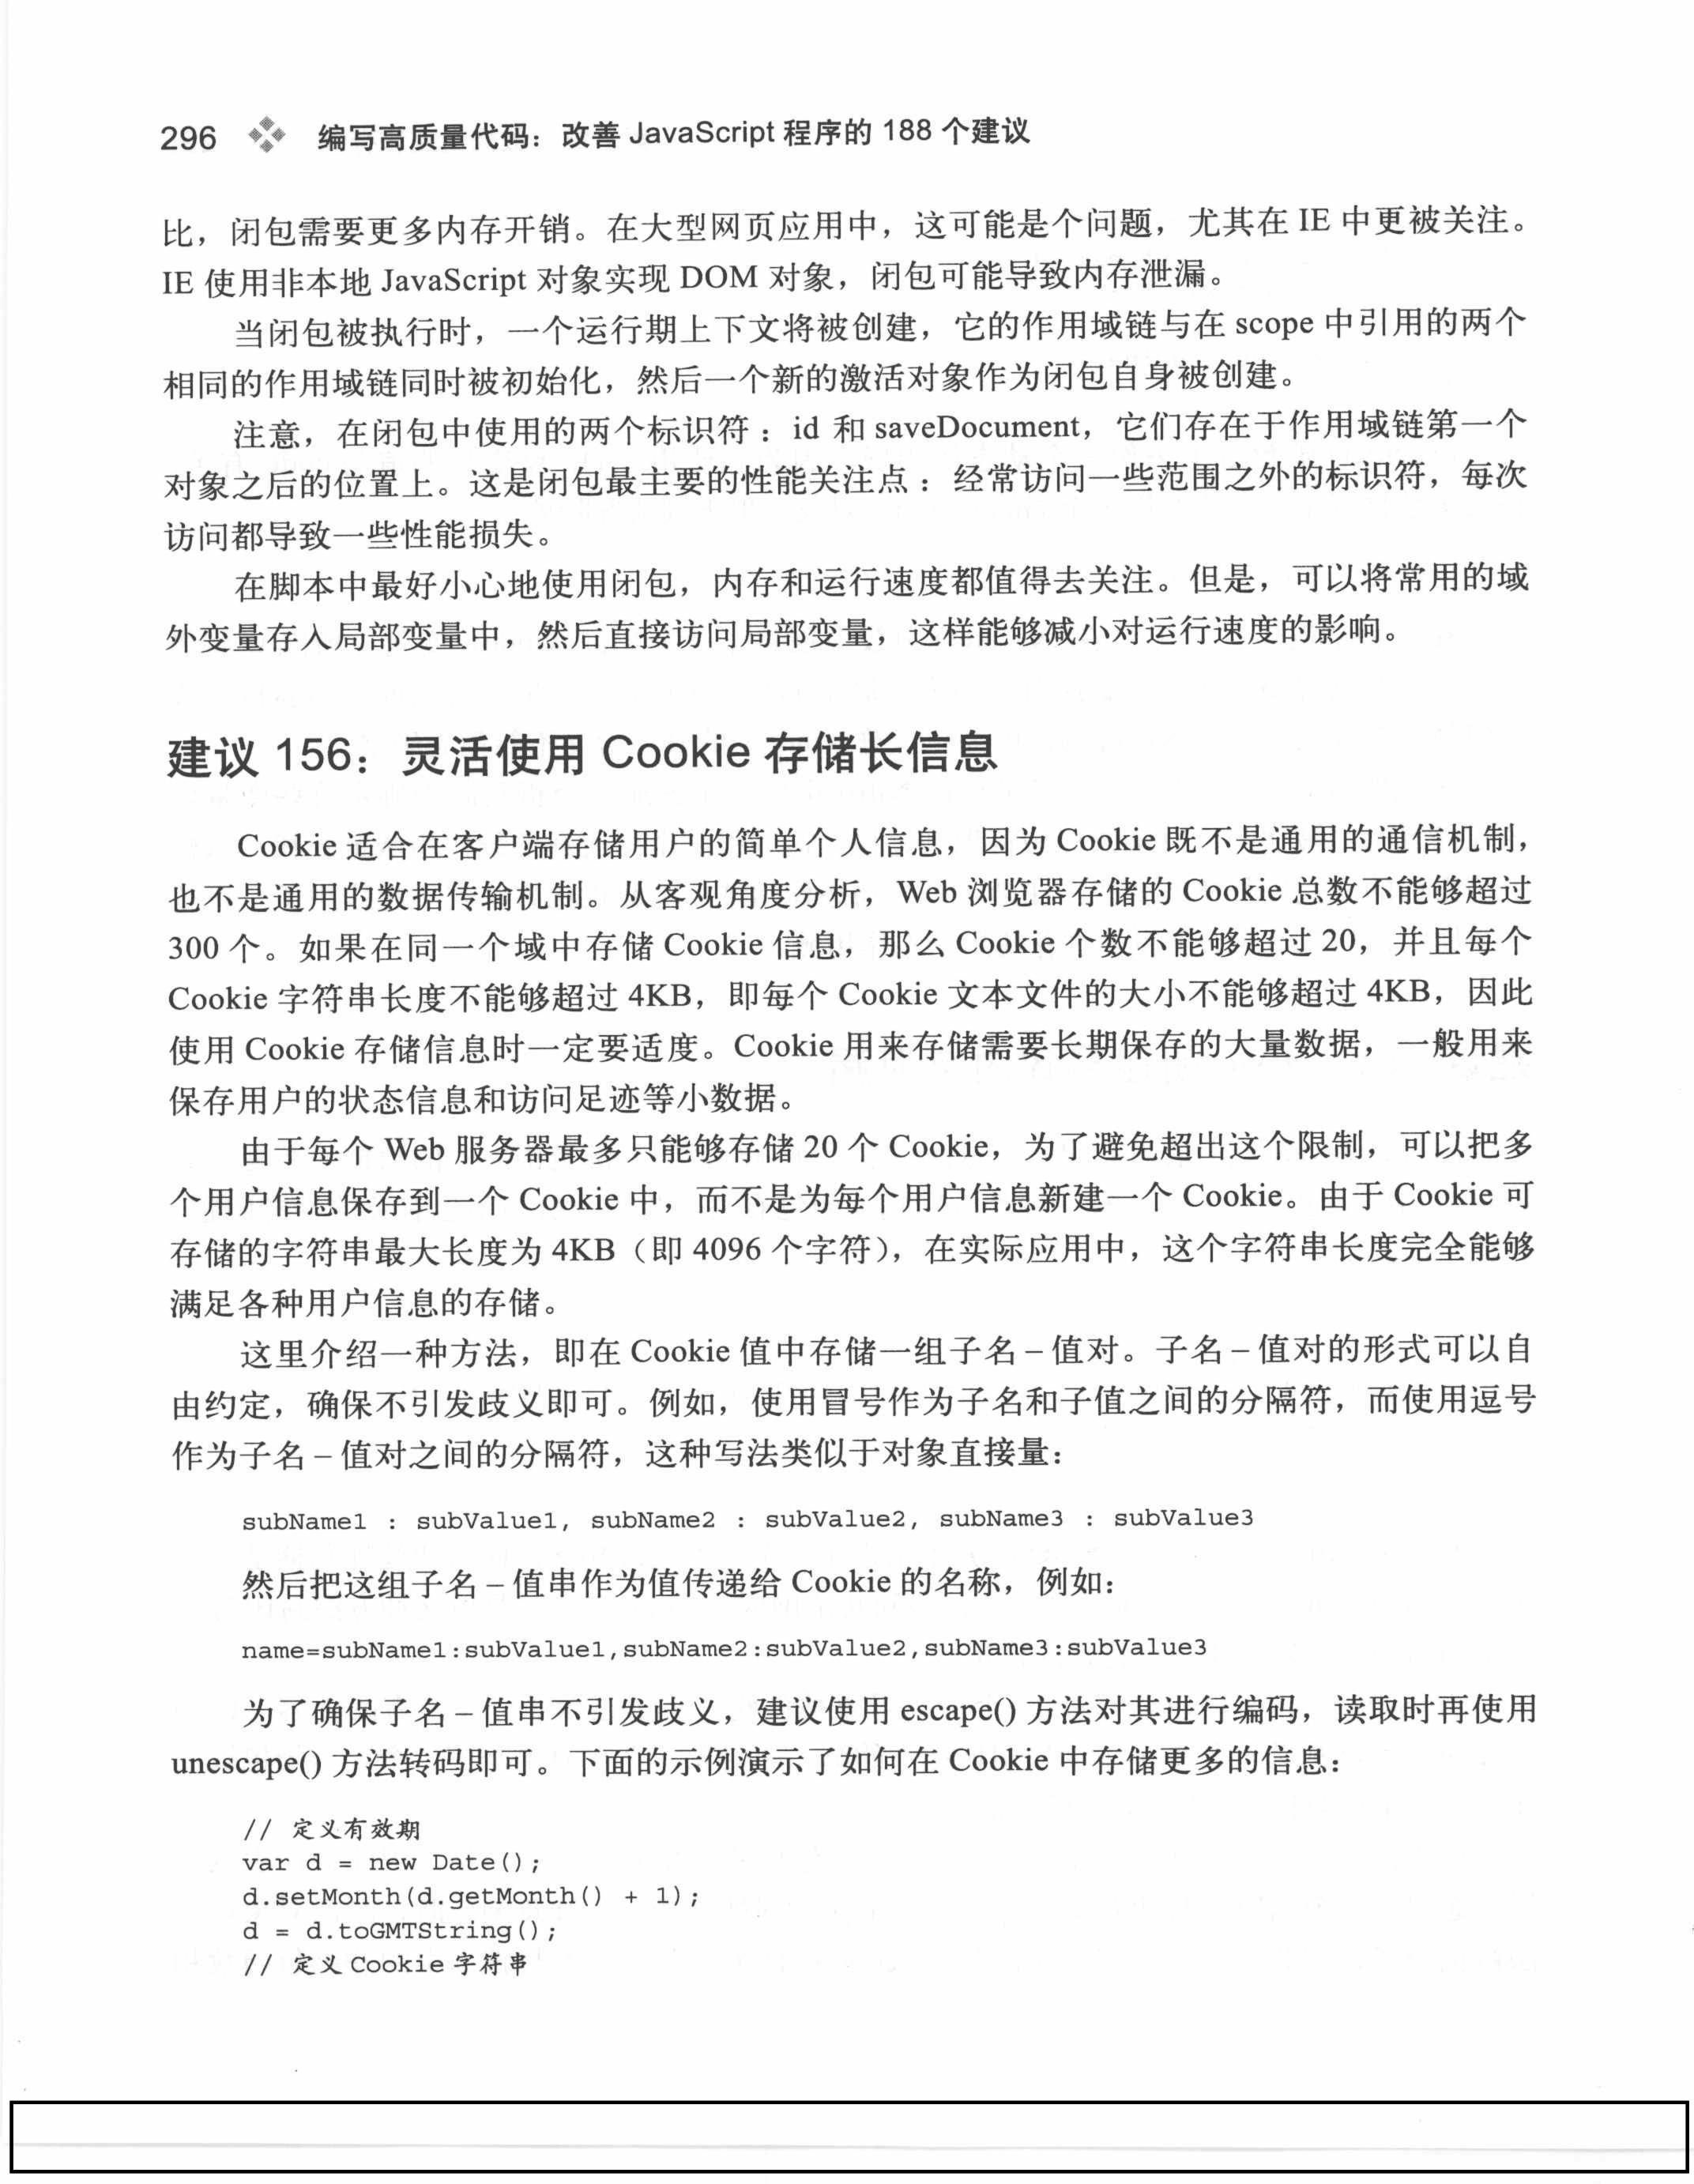 296 编写高质量代码：改善 JavaScript 程序的 188 个建议
比，闭包需要更多内存开销。在大型网页应用中，这可能是个问题，尤其在 IE 中更被关注。
IE 使用非本地 JavaScript 对象实现 DOM 对象，闭包可能导致内存泄漏。
当闭包被执行时，一个运行期上下文将被创建，它的作用域链与在 scope 中引用的两个
相同的作用域链同时被初始化，然后一个新的激活对象作为闭包自身被创建。
注意，在闭包中使用的两个标识符：id 和 saveDocument，它们存在于作用域链第一个
对象之后的位置上。这是闭包最主要的性能关注点：经常访问一些范围之外的标识符，每次
访问都导致一些性能损失。
在脚本中最好小心地使用闭包，内存和运行速度都值得去关注。但是，可以将常用的域
外变量存入局部变量中，然后直接访问局部变量，这样能够减小对运行速度的影响。
建议 156：灵活使用 Cookie 存储长信息
Cookie 适合在客户端存储用户的简单个人信息，因为 Cookie 既不是通用的通信机制，
也不是通用的数据传输机制。从客观角度分析，Web 浏览器存储的 Cookie 总数不能够超过
300 个。如果在同一个域中存储 Cookie 信息，那么 Cookie 个数不能够超过 20，并且每个
Cookie 字符串长度不能够超过 4KB，即每个 Cookie 文本文件的大小不能够超过 4KB，因此
使用 Cookie 存储信息时一定要适度。Cookie 用来存储需要长期保存的大量数据，一般用来
保存用户的状态信息和访问足迹等小数据。
由于每个 Web 服务器最多只能够存储 20 个 Cookie，为了避免超出这个限制，可以把多
个用户信息保存到一个 Cookie 中，而不是为每个用户信息新建一个 Cookie。由于 Cookie 可
存储的字符串最大长度为 4KB（即 4096 个字符），在实际应用中，这个字符串长度完全能够
满足各种用户信息的存储。
这里介绍一种方法，即在 Cookie 值中存储一组子名 – 值对。子名 – 值对的形式可以自
由约定，确保不引发歧义即可。例如，使用冒号作为子名和子值之间的分隔符，而使用逗号
作为子名 – 值对之间的分隔符，这种写法类似于对象直接量：
subName1 : subValue1, subName2 : subValue2, subName3 : subValue3
然后把这组子名 – 值串作为值传递给 Cookie 的名称，例如：
name=subName1:subValue1,subName2:subValue2,subName3:subValue3
为了确保子名 – 值串不引发歧义，建议使用 escape() 方法对其进行编码，读取时再使用
unescape() 方法转码即可。下面的示例演示了如何在 Cookie 中存储更多的信息：
// 定义有效期
var d = new Date();
d.setMonth(d.getMonth() + 1);
d = d.toGMTString();
// 定义 Cookie 字符串